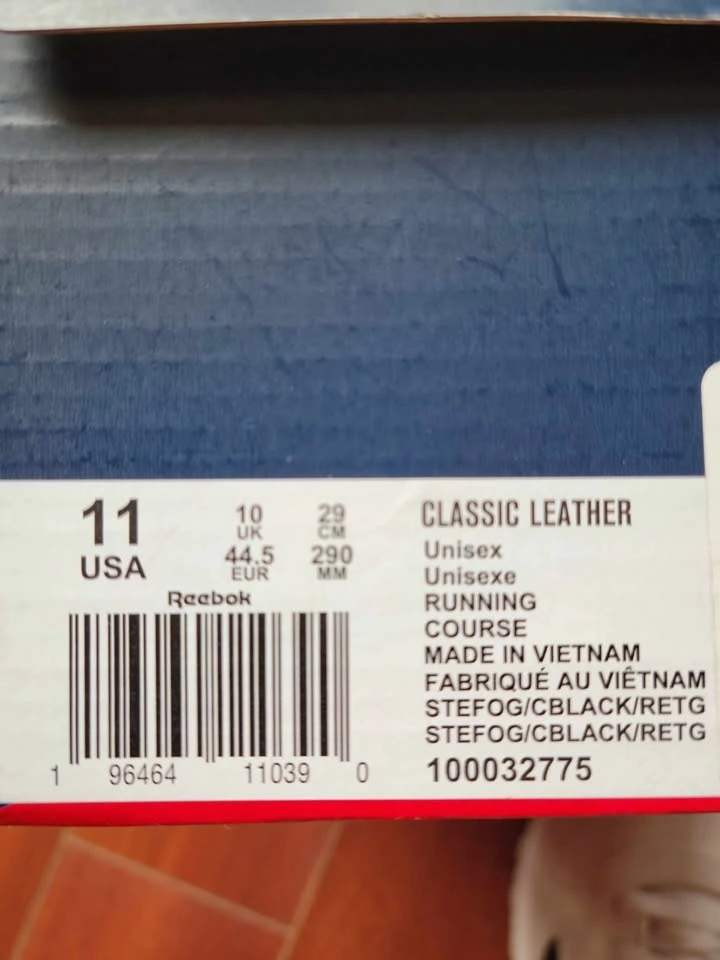 11
USA
10
UK
44.5
EUR
29
CM
290
MM
Reebok
1 96464 11039 0
CLASSIC LEATHER
Unisex
Unisexe
RUNNING
COURSE
MADE IN VIETNAM
FABRIQUÉ AU VIÊTNAM
STEFOG/CBLACK/RETG
STEFOG/CBLACK/RETG
100032775